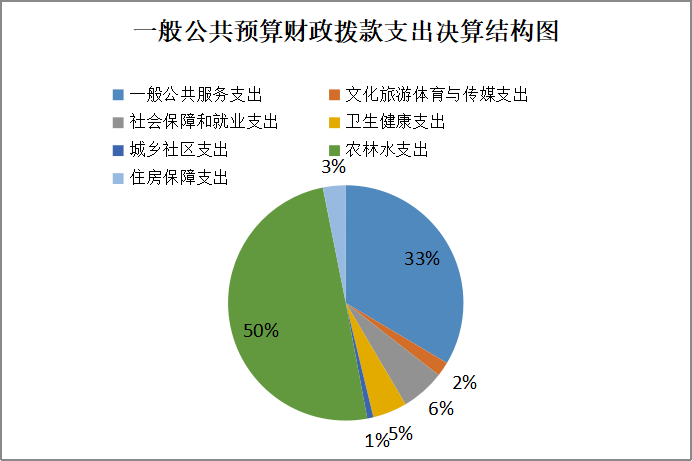 一般公共预算财政拨款支出决算结构图
一般公共服务支出 文化旅游体育与传媒支出
社会保障和就业支出 卫生健康支出
城乡社区支出 农林水支出
住房保障支出
3%
33%
50%
2%
6%
5%
1%